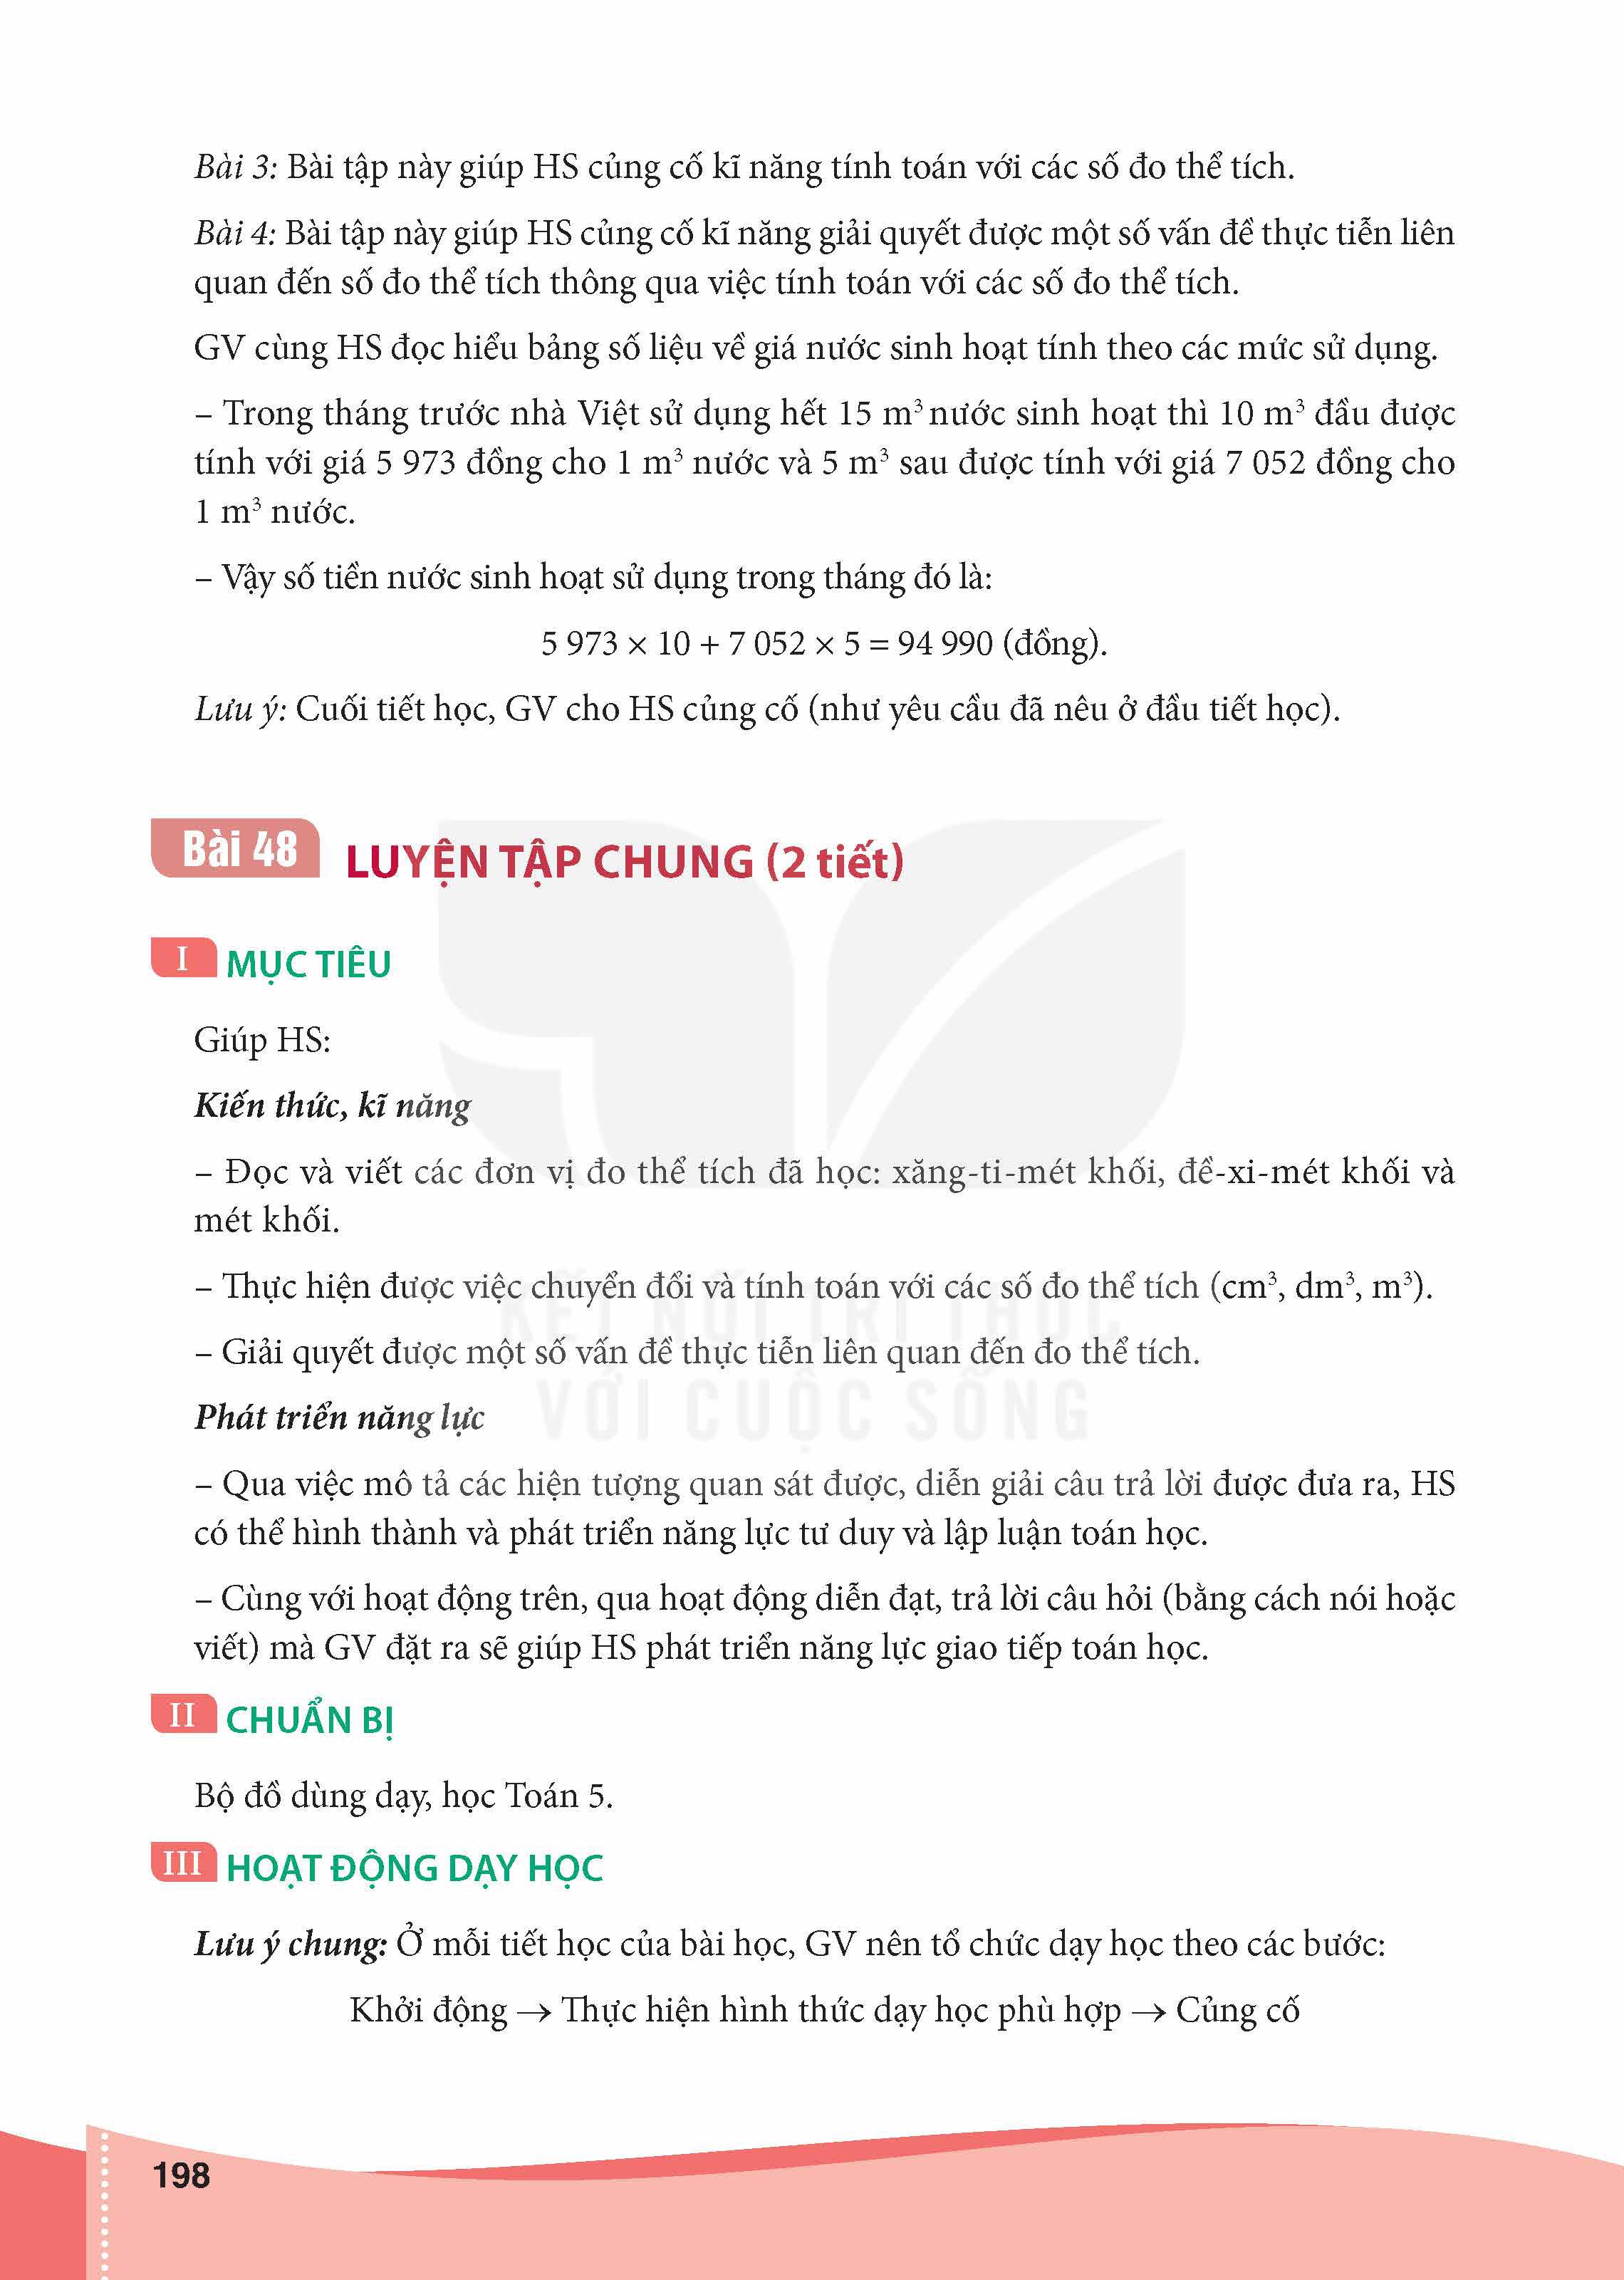 Bài 3: Bài tập này giúp HS củng cố kĩ năng tính toán với các số đo thể tích.
Bài 4: Bài tập này giúp HS củng cố kĩ năng giải quyết được một số vấn đề thực tiễn liên
quan đến số đo thể tích thông qua việc tính toán với các số đo thể tích.
GV cùng HS đọc hiểu bảng số liệu về giá nước sinh hoạt tính theo các mức sử dụng.
– Trong tháng trước nhà Việt sử dụng hết 15 m³ nước sinh hoạt thì 10 m³ đầu được
tính với giá 5 973 đồng cho 1 m³ nước và 5 m³ sau được tính với giá 7 052 đồng cho
1 m³ nước.
– Vậy số tiền nước sinh hoạt sử dụng trong tháng đó là:
5 973 × 10 + 7 052 × 5 = 94 990 (đồng).
Lưu ý: Cuối tiết học, GV cho HS củng cố (như yêu cầu đã nêu ở đầu tiết học).
Bài 48 LUYỆN TẬP CHUNG (2 tiết)
I MỤC TIÊU
Giúp HS:
Kiến thức, kĩ năng
– Đọc và viết các đơn vị đo thể tích đã học: xăng-ti-mét khối, đề-xi-mét khối và
mét khối.
– Thực hiện được việc chuyển đổi và tính toán với các số đo thể tích (cm³, dm³, m³).
KẾT NỐI TRI THỨC
– Giải quyết được một số vấn đề thực tiễn liên quan đến đo thể tích.
VỚI CUỘC SỐNG
Phát triển năng lực
– Qua việc mô tả các hiện tượng quan sát được, diễn giải câu trả lời được đưa ra, HS
có thể hình thành và phát triển năng lực tư duy và lập luận toán học.
– Cùng với hoạt động trên, qua hoạt động diễn đạt, trả lời câu hỏi (bằng cách nói hoặc
viết) mà GV đặt ra sẽ giúp HS phát triển năng lực giao tiếp toán học.
II CHUẨN BỊ
Bộ đồ dùng dạy, học Toán 5.
III HOẠT ĐỘNG DẠY HỌC
Lưu ý chung: Ở mỗi tiết học của bài học, GV nên tổ chức dạy học theo các bước:
Khởi động → Thực hiện hình thức dạy học phù hợp → Củng cố
198